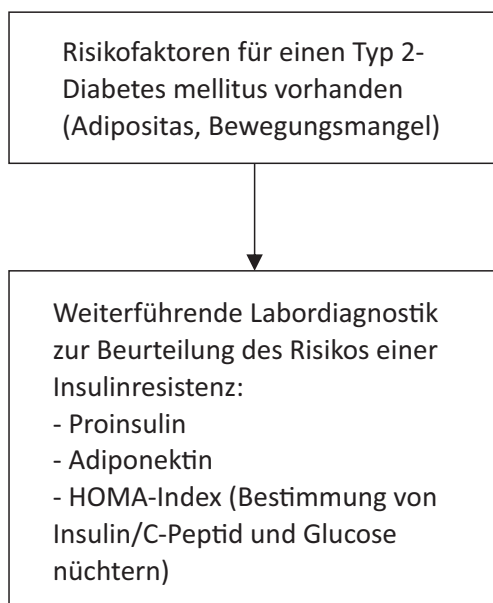 Risikofaktoren für einen Typ 2-
Diabetes mellitus vorhanden
(Adipositas, Bewegungsmangel)
Weiterführende Labordiagnostik
zur Beurteilung des Risikos einer
Insulinresistenz:
- Proinsulin
- Adiponektin
- HOMA-Index (Bestimmung von
Insulin/C-Peptid und Glucose
nüchtern)